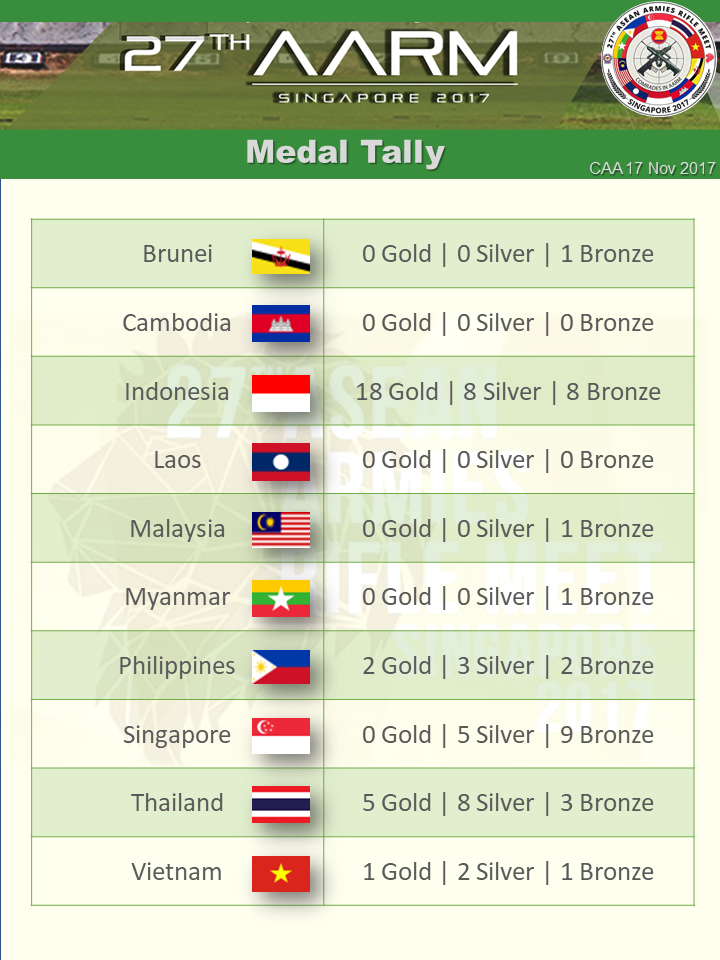 27TH AARM
SINGAPORE 2017
27TH ASEAN ARMIES RIFLE MEET
COMRADES IN AARM
SINGAPORE 2017
Medal Tally
CAA 17 Nov 2017
Brunei 0 Gold | 0 Silver | 1 Bronze
Cambodia 0 Gold | 0 Silver | 0 Bronze
Indonesia 18 Gold | 8 Silver | 8 Bronze
Laos 0 Gold | 0 Silver | 0 Bronze
Malaysia 0 Gold | 0 Silver | 1 Bronze
Myanmar 0 Gold | 0 Silver | 1 Bronze
Philippines 2 Gold | 3 Silver | 2 Bronze
Singapore 0 Gold | 5 Silver | 9 Bronze
Thailand 5 Gold | 8 Silver | 3 Bronze
Vietnam 1 Gold | 2 Silver | 1 Bronze
27TH ASEAN
ARMIES
RIFLE MEET
SINGAPORE
2017